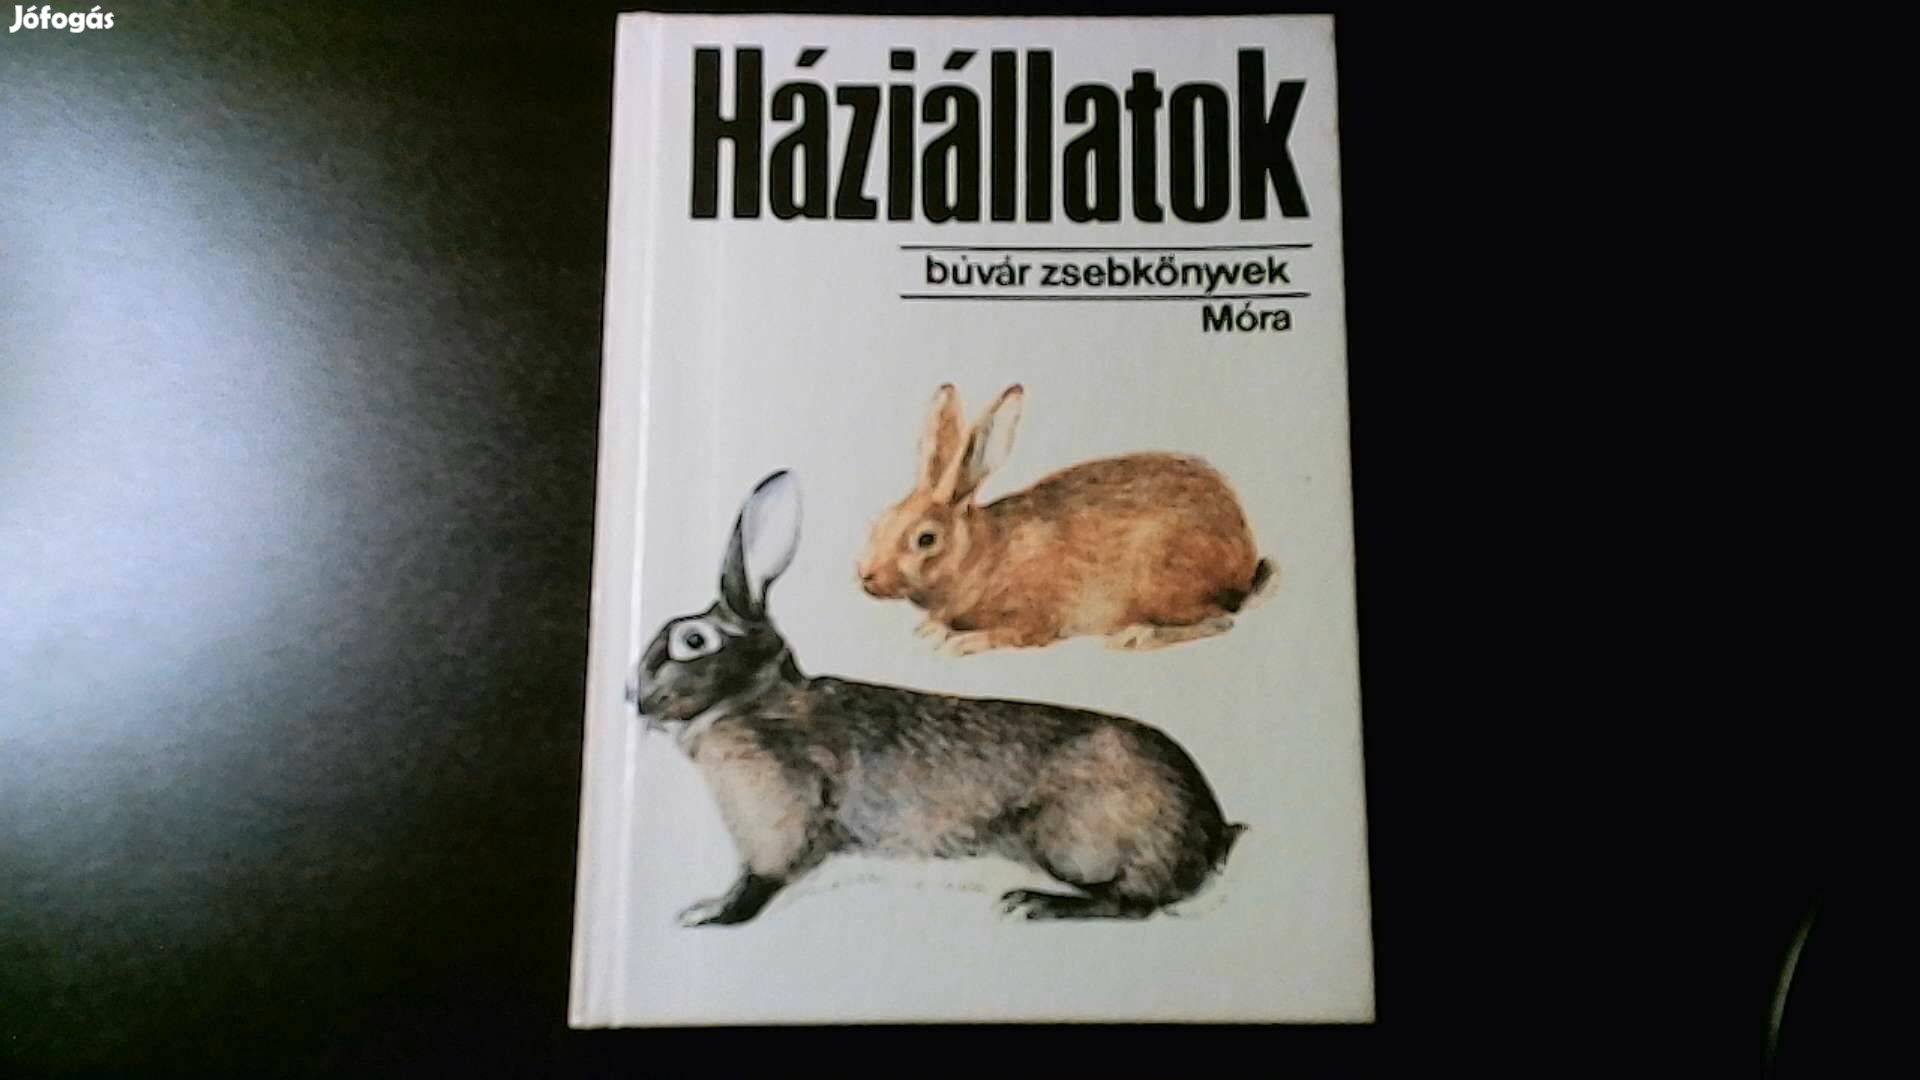 Jófogás
Háziállatok
búvár zsebkönyvek
Móra